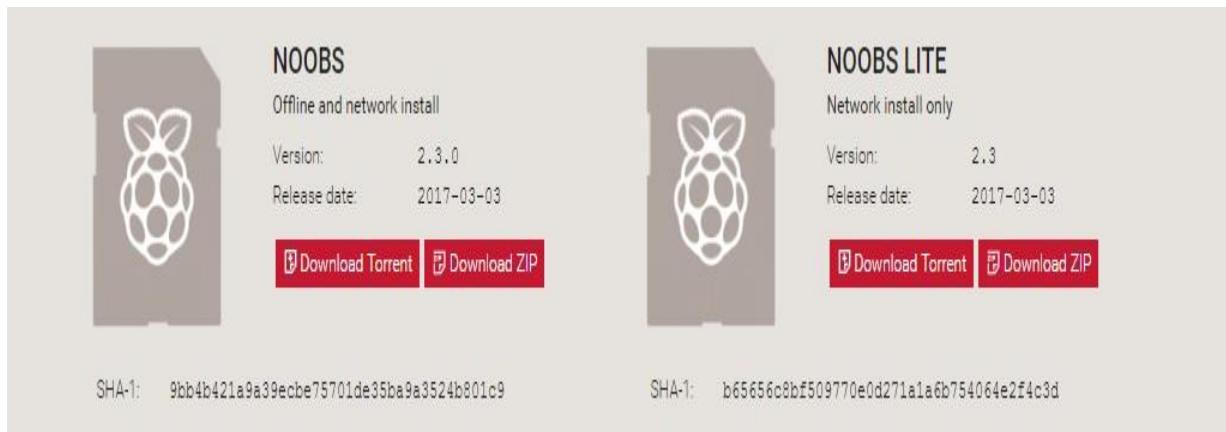 NOOBS
Offline and network install
Version: 2.3.0
Release date: 2017-03-03
Download Torrent Download ZIP
SHA-1: 9bb4b421a9a39ecbe75701de35ba9a3524b801c9
NOOBS LITE
Network install only
Version: 2.3
Release date: 2017-03-03
Download Torrent Download ZIP
SHA-1: b65656c8bf509770e0d271a1a6b754064e2f4c3d